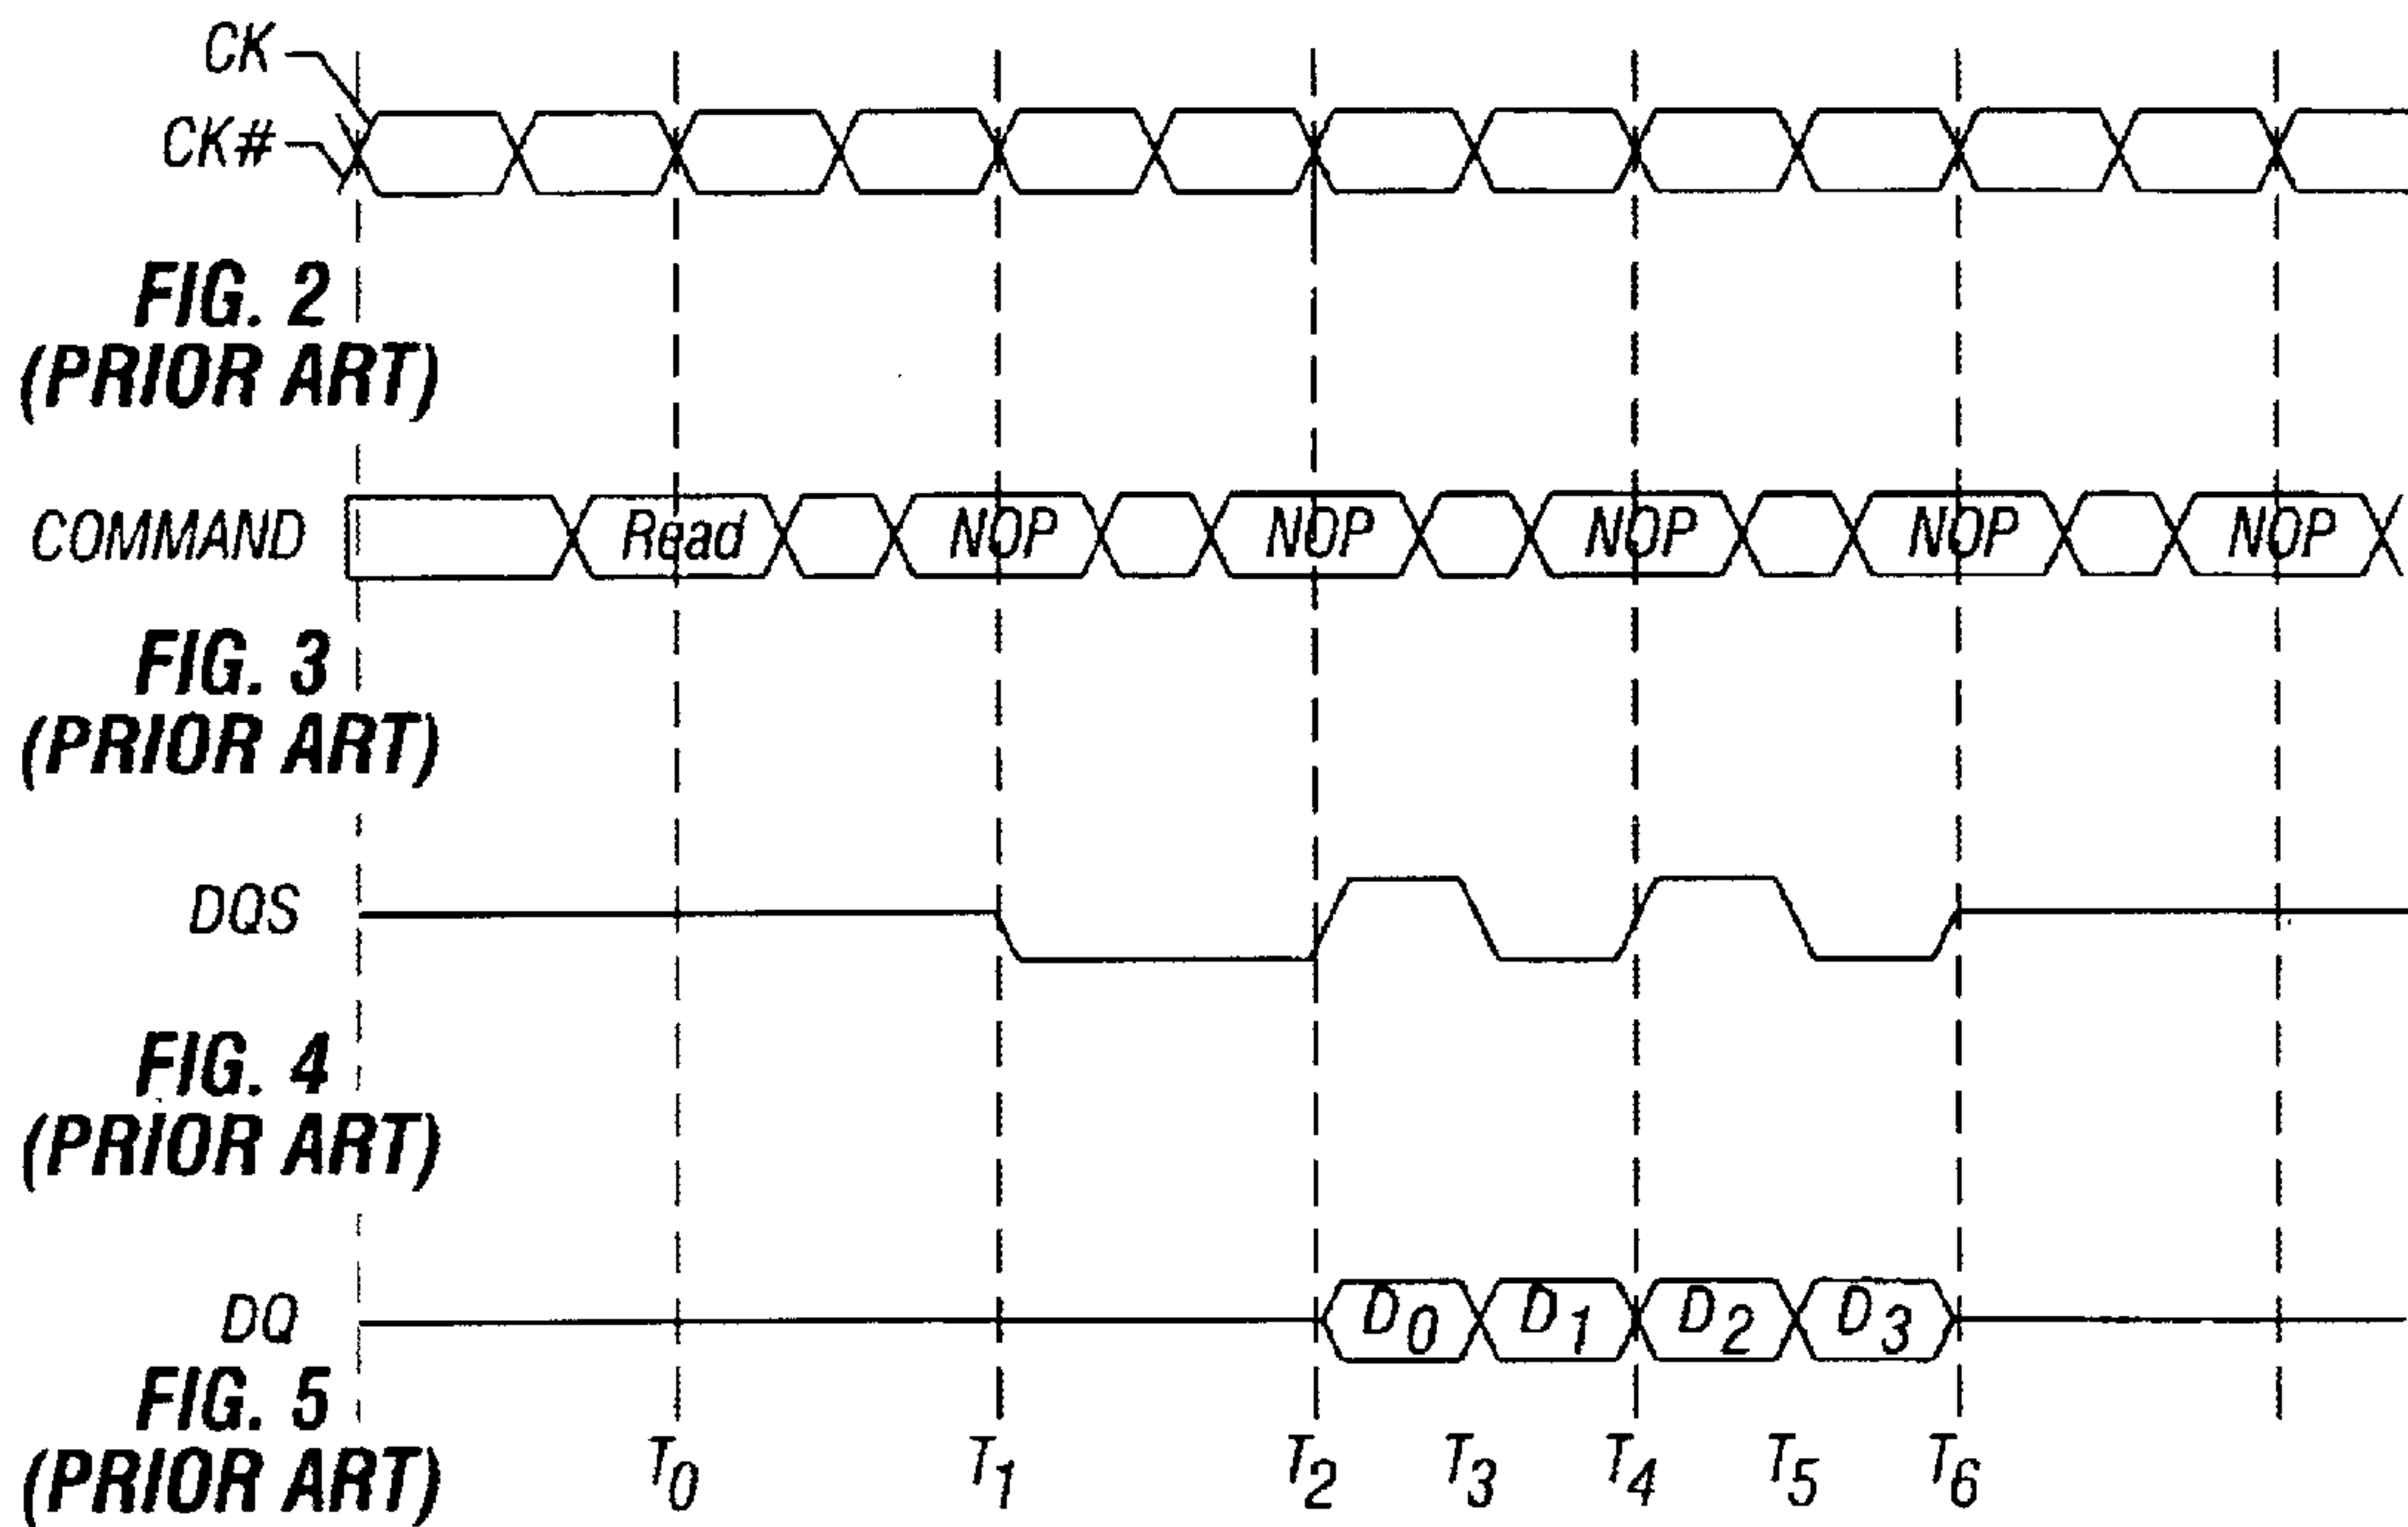 CK
CK#
FIG. 2
(PRIOR ART)
COMMAND Read NOP NOP NOP NOP NOP
FIG. 3
(PRIOR ART)
DQS
FIG. 4
(PRIOR ART)
DQ D0 D1 D2 D3
FIG. 5
(PRIOR ART)
T0 T1 T2 T3 T4 T5 T6